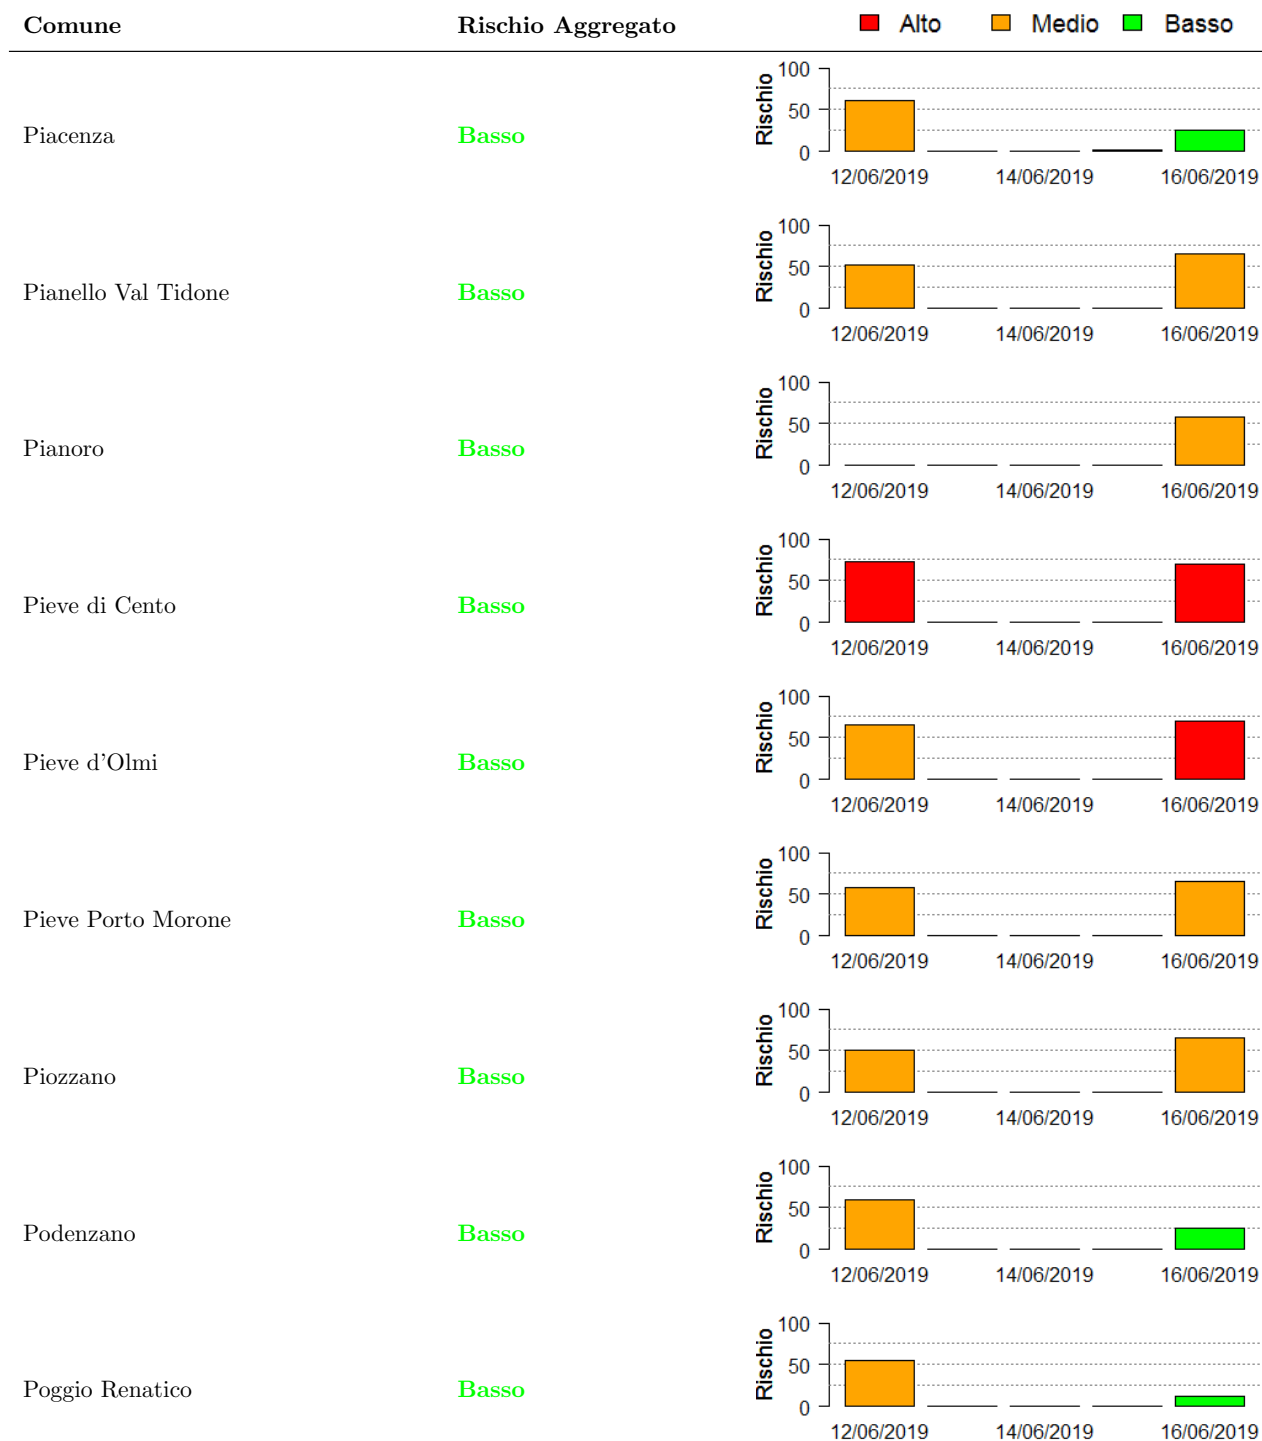 Comune Rischio Aggregato Alto Medio Basso
100
50
0
Rischio
Piacenza Basso
12/06/2019 14/06/2019 16/06/2019
100
50
0
Rischio
Pianello Val Tidone Basso
12/06/2019 14/06/2019 16/06/2019
100
50
0
Rischio
Pianoro Basso
12/06/2019 14/06/2019 16/06/2019
100
50
0
Rischio
Pieve di Cento Basso
12/06/2019 14/06/2019 16/06/2019
100
50
0
Rischio
Pieve d'Olmi Basso
12/06/2019 14/06/2019 16/06/2019
100
50
0
Rischio
Pieve Porto Morone Basso
12/06/2019 14/06/2019 16/06/2019
100
50
0
Rischio
Piozzano Basso
12/06/2019 14/06/2019 16/06/2019
100
50
0
Rischio
Podenzano Basso
12/06/2019 14/06/2019 16/06/2019
100
50
0
Rischio
Poggio Renatico Basso
12/06/2019 14/06/2019 16/06/2019